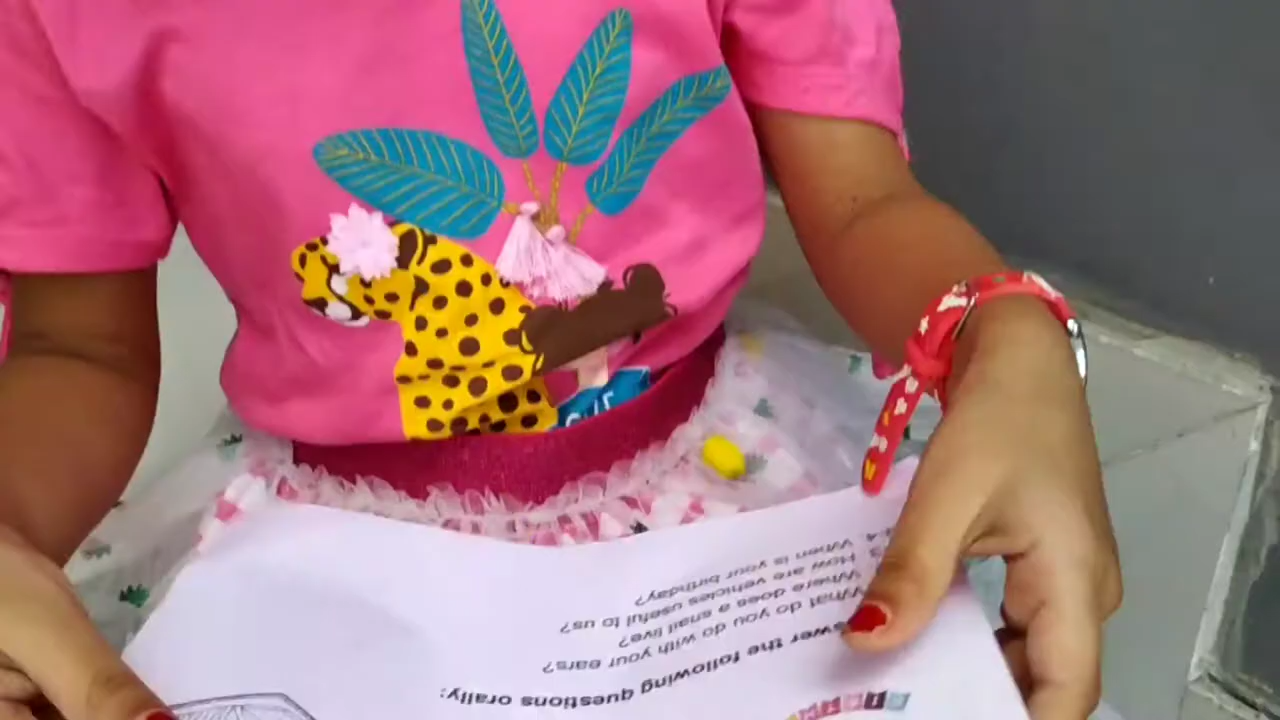 wer the following questions orally:
What do you do with your ears?
Where does a snail live?
How are vehicles useful to us?
When is your birthday?